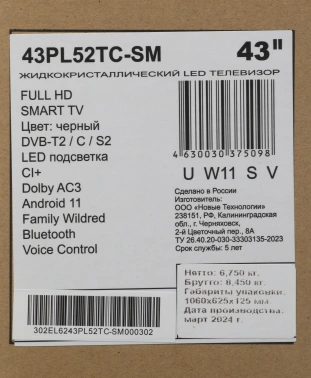 43PL52TC-SM 43"
ЖИДКОКРИСТАЛЛИЧЕСКИЙ LED ТЕЛЕВИЗОР
FULL HD
SMART TV
Цвет: черный
DVB-T2 / C / S2
LED подсветка
CI+
Dolby AC3
Android 11
Family Wildred
Bluetooth
Voice Control
4 630030 375098
U W11 S V
Сделано в России
Изготовитель:
ООО «Новые Технологии»
238151, РФ, Калининградская
обл., г. Черняховск,
2-й Цветочный пер., 8А
ТУ 26.40.20-030-33303135-2023
Срок службы: 5 лет
Нетто: 6,750 кг.
Брутто: 8,450 кг.
Габариты упаковки:
1060x625x125 мм
Дата производства:
март 2024 г.
302EL6243PL52TC-SM000302